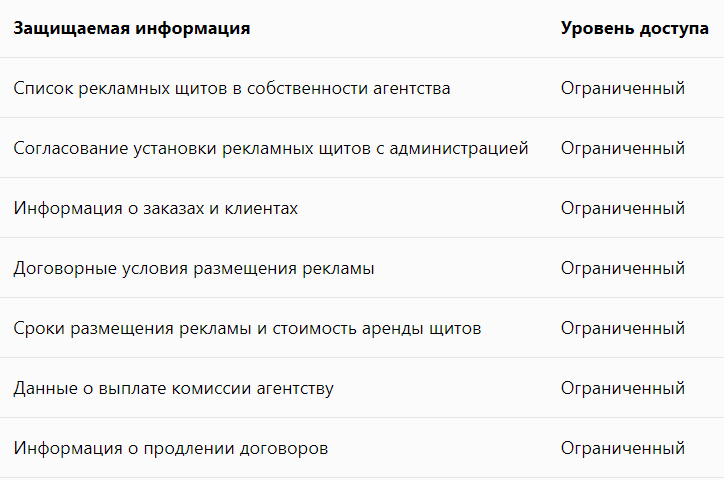 Защищаемая информация Уровень доступа
Список рекламных щитов в собственности агентства Ограниченный
Согласование установки рекламных щитов с администрацией Ограниченный
Информация о заказах и клиентах Ограниченный
Договорные условия размещения рекламы Ограниченный
Сроки размещения рекламы и стоимость аренды щитов Ограниченный
Данные о выплате комиссии агентству Ограниченный
Информация о продлении договоров Ограниченный